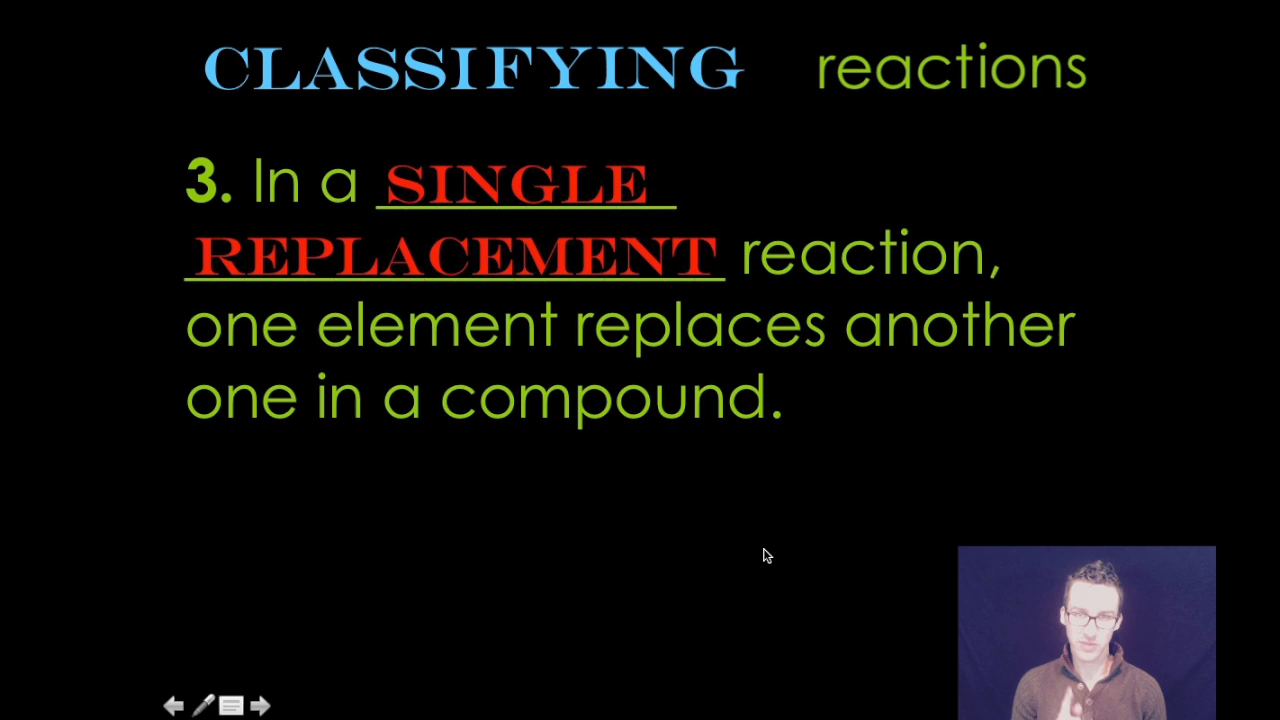 CLASSIFYING reactions
3. In a SINGLE
REPLACEMENT reaction,
one element replaces another
one in a compound.